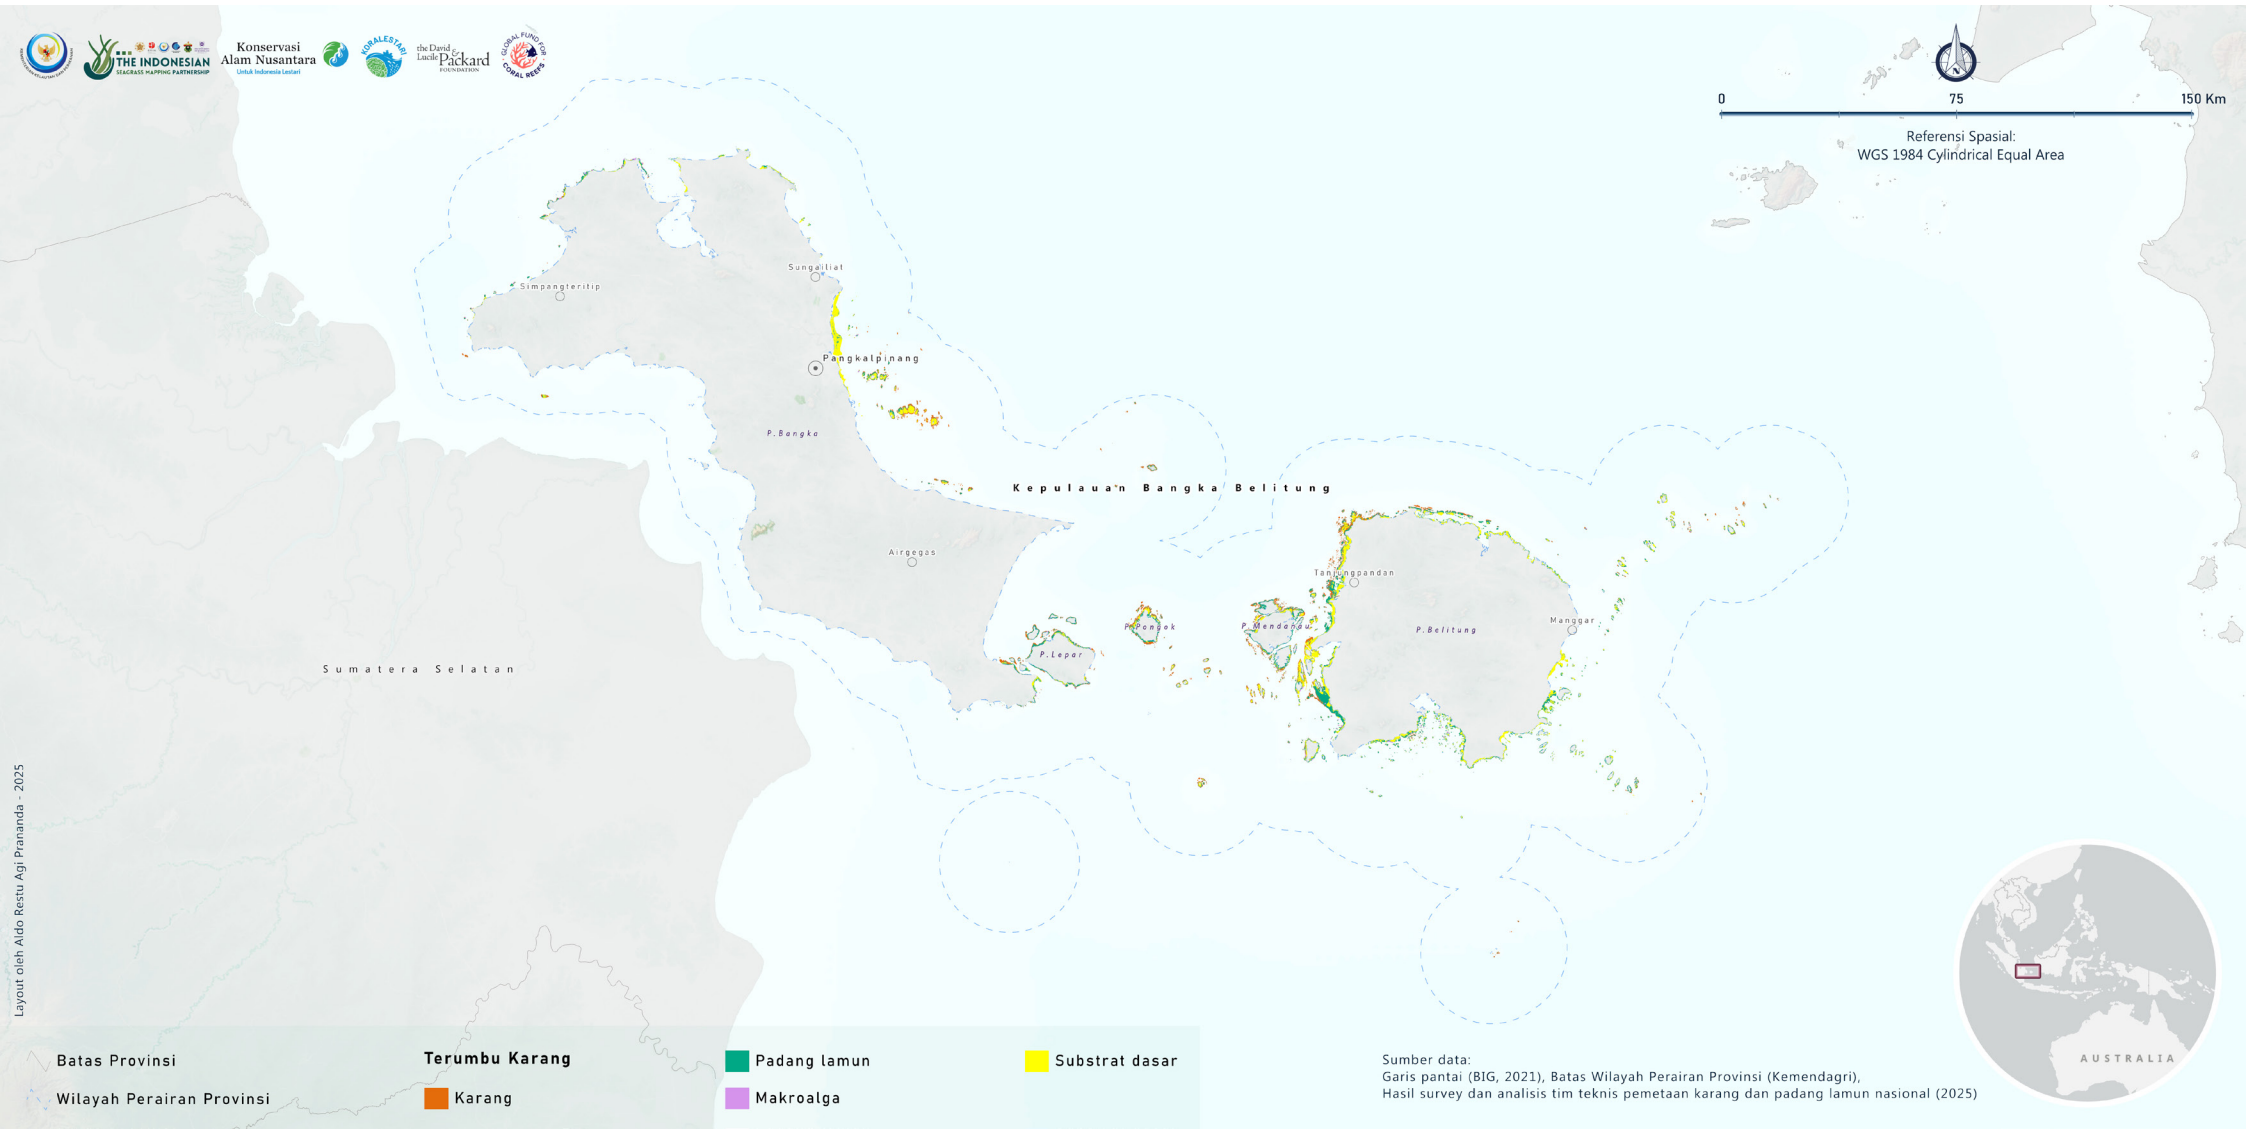 THE INDONESIAN
SEAGRASS MAPPING PARTNERSHIP
Konservasi
Alam Nusantara
Untuk Indonesia Lestari
KORALESTARI
the David &
Lucile Packard
FOUNDATION
GLOBAL FUND FOR
CORAL REEFS
N
0 75 150 Km
Referensi Spasial:
WGS 1984 Cylindrical Equal Area
Sungailiat
Simpangteritip
Pangkalpinang
P.Bangka
Kepulauan Bangka Belitung
Airgegas
Tanjungpandan
Manggar
P.Pongok
P.Mendanau
P.Belitung
P.Lepar
Sumatera Selatan
Layout oleh Aldo Restu Agi Prananda - 2025
AUSTRALIA
Batas Provinsi
Wilayah Perairan Provinsi
Terumbu Karang
Karang
Padang lamun
Makroalga
Substrat dasar
Sumber data:
Garis pantai (BIG, 2021), Batas Wilayah Perairan Provinsi (Kemendagri),
Hasil survey dan analisis tim teknis pemetaan karang dan padang lamun nasional (2025)